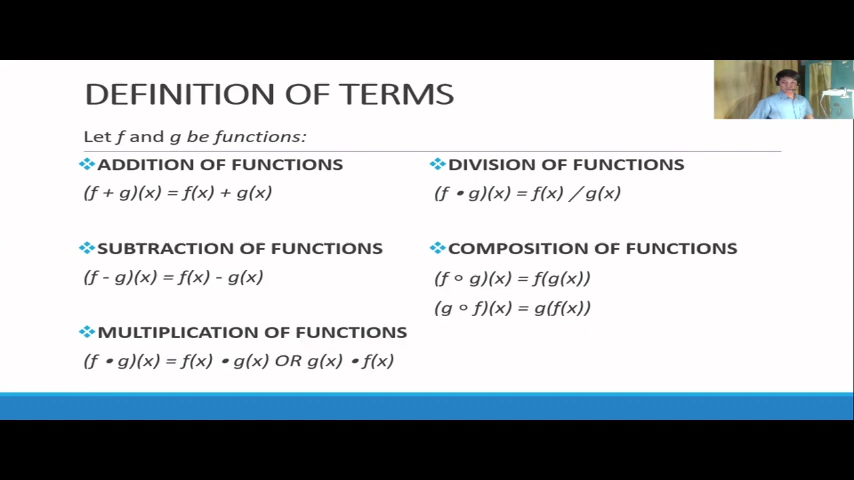 DEFINITION OF TERMS
Let f and g be functions:
❖ADDITION OF FUNCTIONS
(f + g)(x) = f(x) + g(x)
❖SUBTRACTION OF FUNCTIONS
(f - g)(x) = f(x) - g(x)
❖MULTIPLICATION OF FUNCTIONS
(f • g)(x) = f(x) • g(x) OR g(x) • f(x)
❖DIVISION OF FUNCTIONS
(f • g)(x) = f(x) / g(x)
❖COMPOSITION OF FUNCTIONS
(f ∘ g)(x) = f(g(x))
(g ∘ f)(x) = g(f(x))